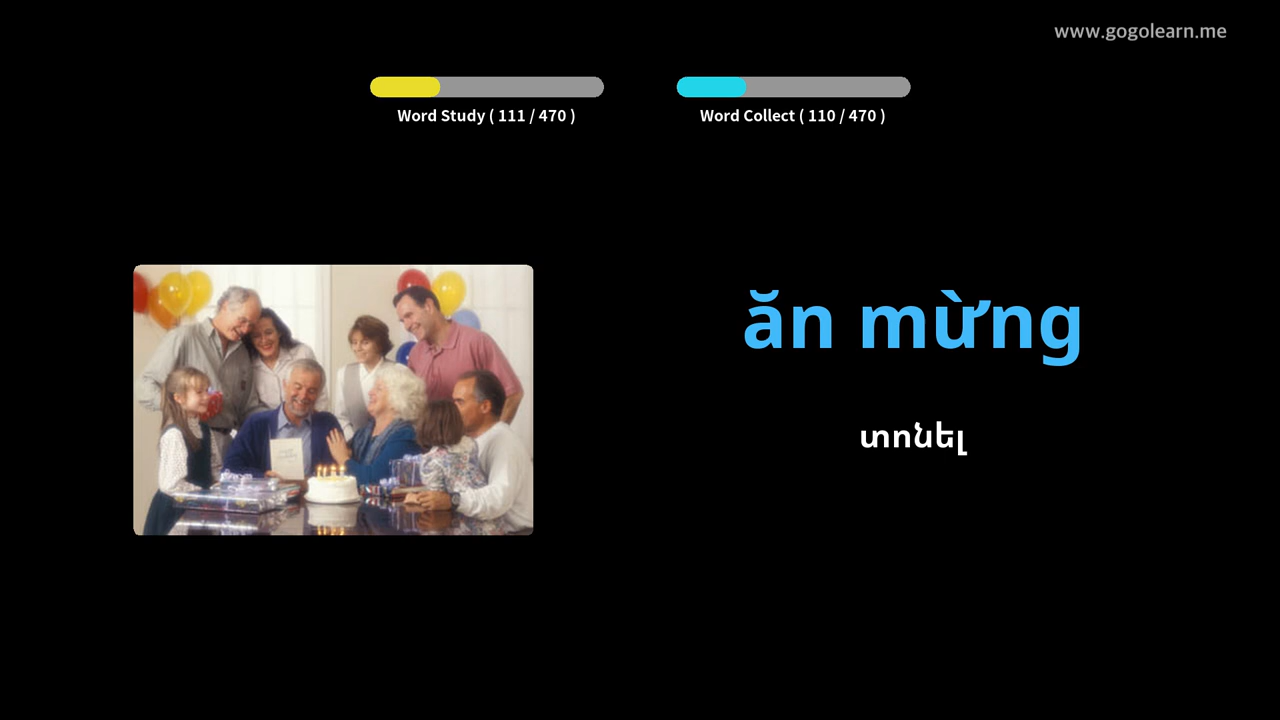 www.gogolearn.me
Word Study ( 111 / 470 )
Word Collect ( 110 / 470 )
ăn mừng
տոնել